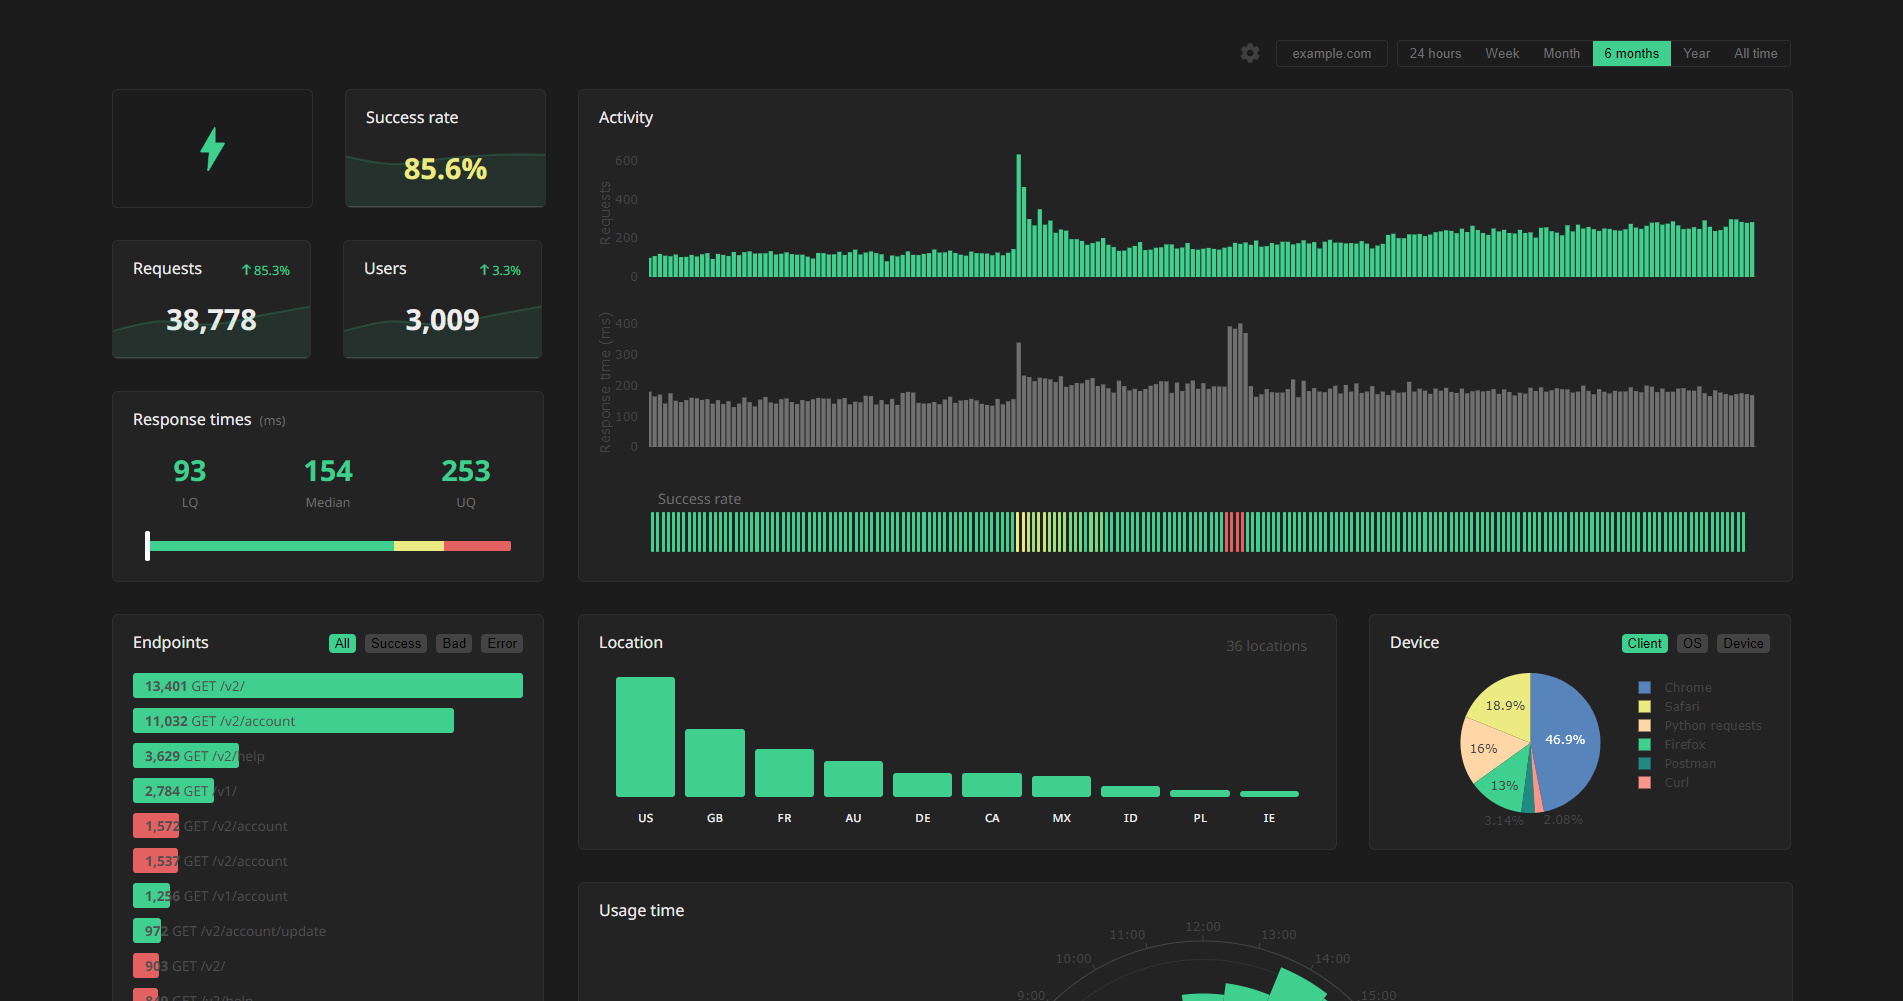 example.com
24 hours Week Month 6 months Year All time
Success rate
85.6%
Requests ↑ 85.3%
38,778
Users ↑ 3.3%
3,009
Response times (ms)
93 154 253
LQ Median UQ
Activity
Requests
600
400
200
0
Response time (ms)
400
300
200
100
0
Success rate
Endpoints All Success Bad Error
13,401 GET /v2/
11,032 GET /v2/account
3,629 GET /v2/help
2,784 GET /v1/
1,572 GET /v2/account
1,537 GET /v2/account
1,256 GET /v1/account
972 GET /v2/account/update
903 GET /v2/
849 GET /v2/help
Location 36 locations
US GB FR AU DE CA MX ID PL IE
Device Client OS Device
46.9%
18.9%
16%
13%
3.14%
2.08%
Chrome
Safari
Python requests
Firefox
Postman
Curl
Usage time
12:00
11:00 13:00
10:00 14:00
9:00 15:00